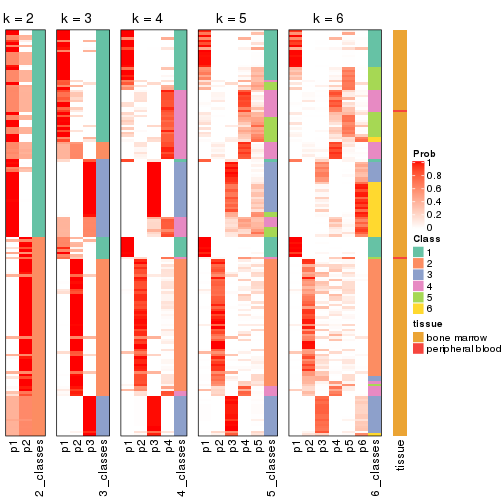 k = 2 k = 3 k = 4 k = 5 k = 6
Prob
1
0.8
0.6
0.4
0.2
0
Class
1
2
3
4
5
6
tissue
bone marrow
peripheral blood
p1 p2 2_classes p1 p2 p3 3_classes p1 p2 p3 p4 4_classes p1 p2 p3 p4 p5 5_classes p1 p2 p3 p4 p5 p6 6_classes tissue